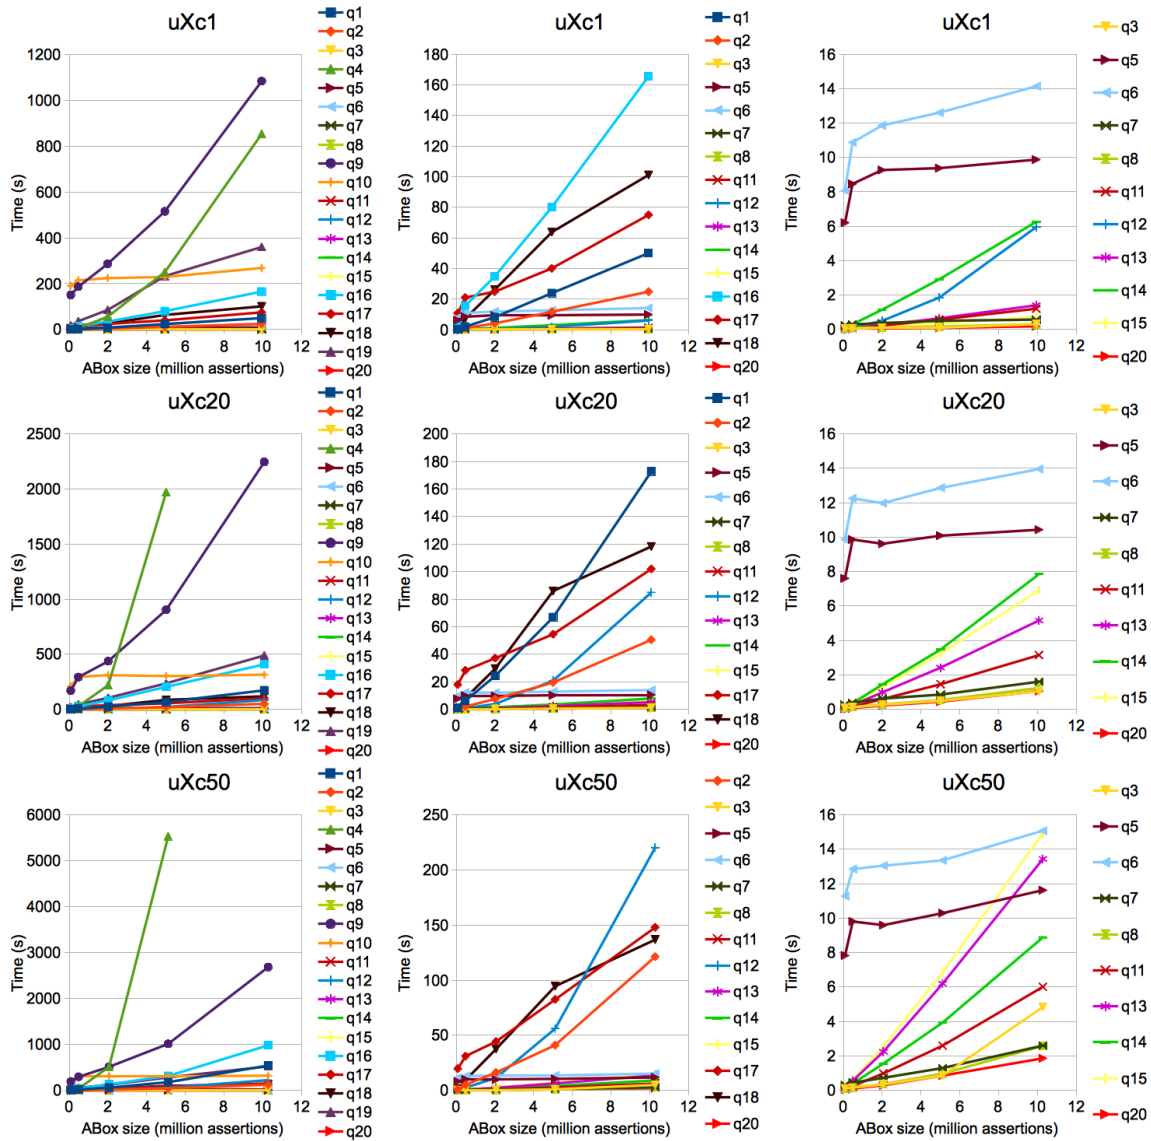 uXc1
Time (s)
1200
1000
800
600
400
200
0
0 2 4 6 8 10 12
ABox size (million assertions)
q1
q2
q3
q4
q5
q6
q7
q8
q9
q10
q11
q12
q13
q14
q15
q16
q17
q18
q19
q20
uXc1
Time (s)
180
160
140
120
100
80
60
40
20
0
0 2 4 6 8 10 12
ABox size (million assertions)
q1
q2
q3
q5
q6
q7
q8
q11
q12
q13
q14
q15
q16
q17
q18
q20
uXc1
Time (s)
16
14
12
10
8
6
4
2
0
0 2 4 6 8 10 12
ABox size (million assertions)
q3
q5
q6
q7
q8
q11
q12
q13
q14
q15
q20
uXc20
Time (s)
2500
2000
1500
1000
500
0
0 2 4 6 8 10 12
ABox size (million assertions)
q1
q2
q3
q4
q5
q6
q7
q8
q9
q10
q11
q12
q13
q14
q15
q16
q17
q18
q19
q20
uXc20
Time (s)
200
180
160
140
120
100
80
60
40
20
0
0 2 4 6 8 10 12
ABox size (million assertions)
q1
q2
q3
q5
q6
q7
q8
q11
q12
q13
q14
q15
q17
q18
q20
uXc20
Time (s)
16
14
12
10
8
6
4
2
0
0 2 4 6 8 10 12
ABox size (million assertions)
q3
q5
q6
q7
q8
q11
q13
q14
q15
q20
uXc50
Time (s)
6000
5000
4000
3000
2000
1000
0
0 2 4 6 8 10 12
ABox size (million assertions)
q1
q2
q3
q4
q5
q6
q7
q8
q9
q10
q11
q12
q13
q14
q15
q16
q17
q18
q19
q20
uXc50
Time (s)
250
200
150
100
50
0
0 2 4 6 8 10 12
ABox size (million assertions)
q2
q3
q5
q6
q7
q8
q11
q12
q13
q14
q15
q17
q18
q20
uXc50
Time (s)
16
14
12
10
8
6
4
2
0
0 2 4 6 8 10 12
ABox size (million assertions)
q3
q5
q6
q7
q8
q11
q13
q14
q15
q20